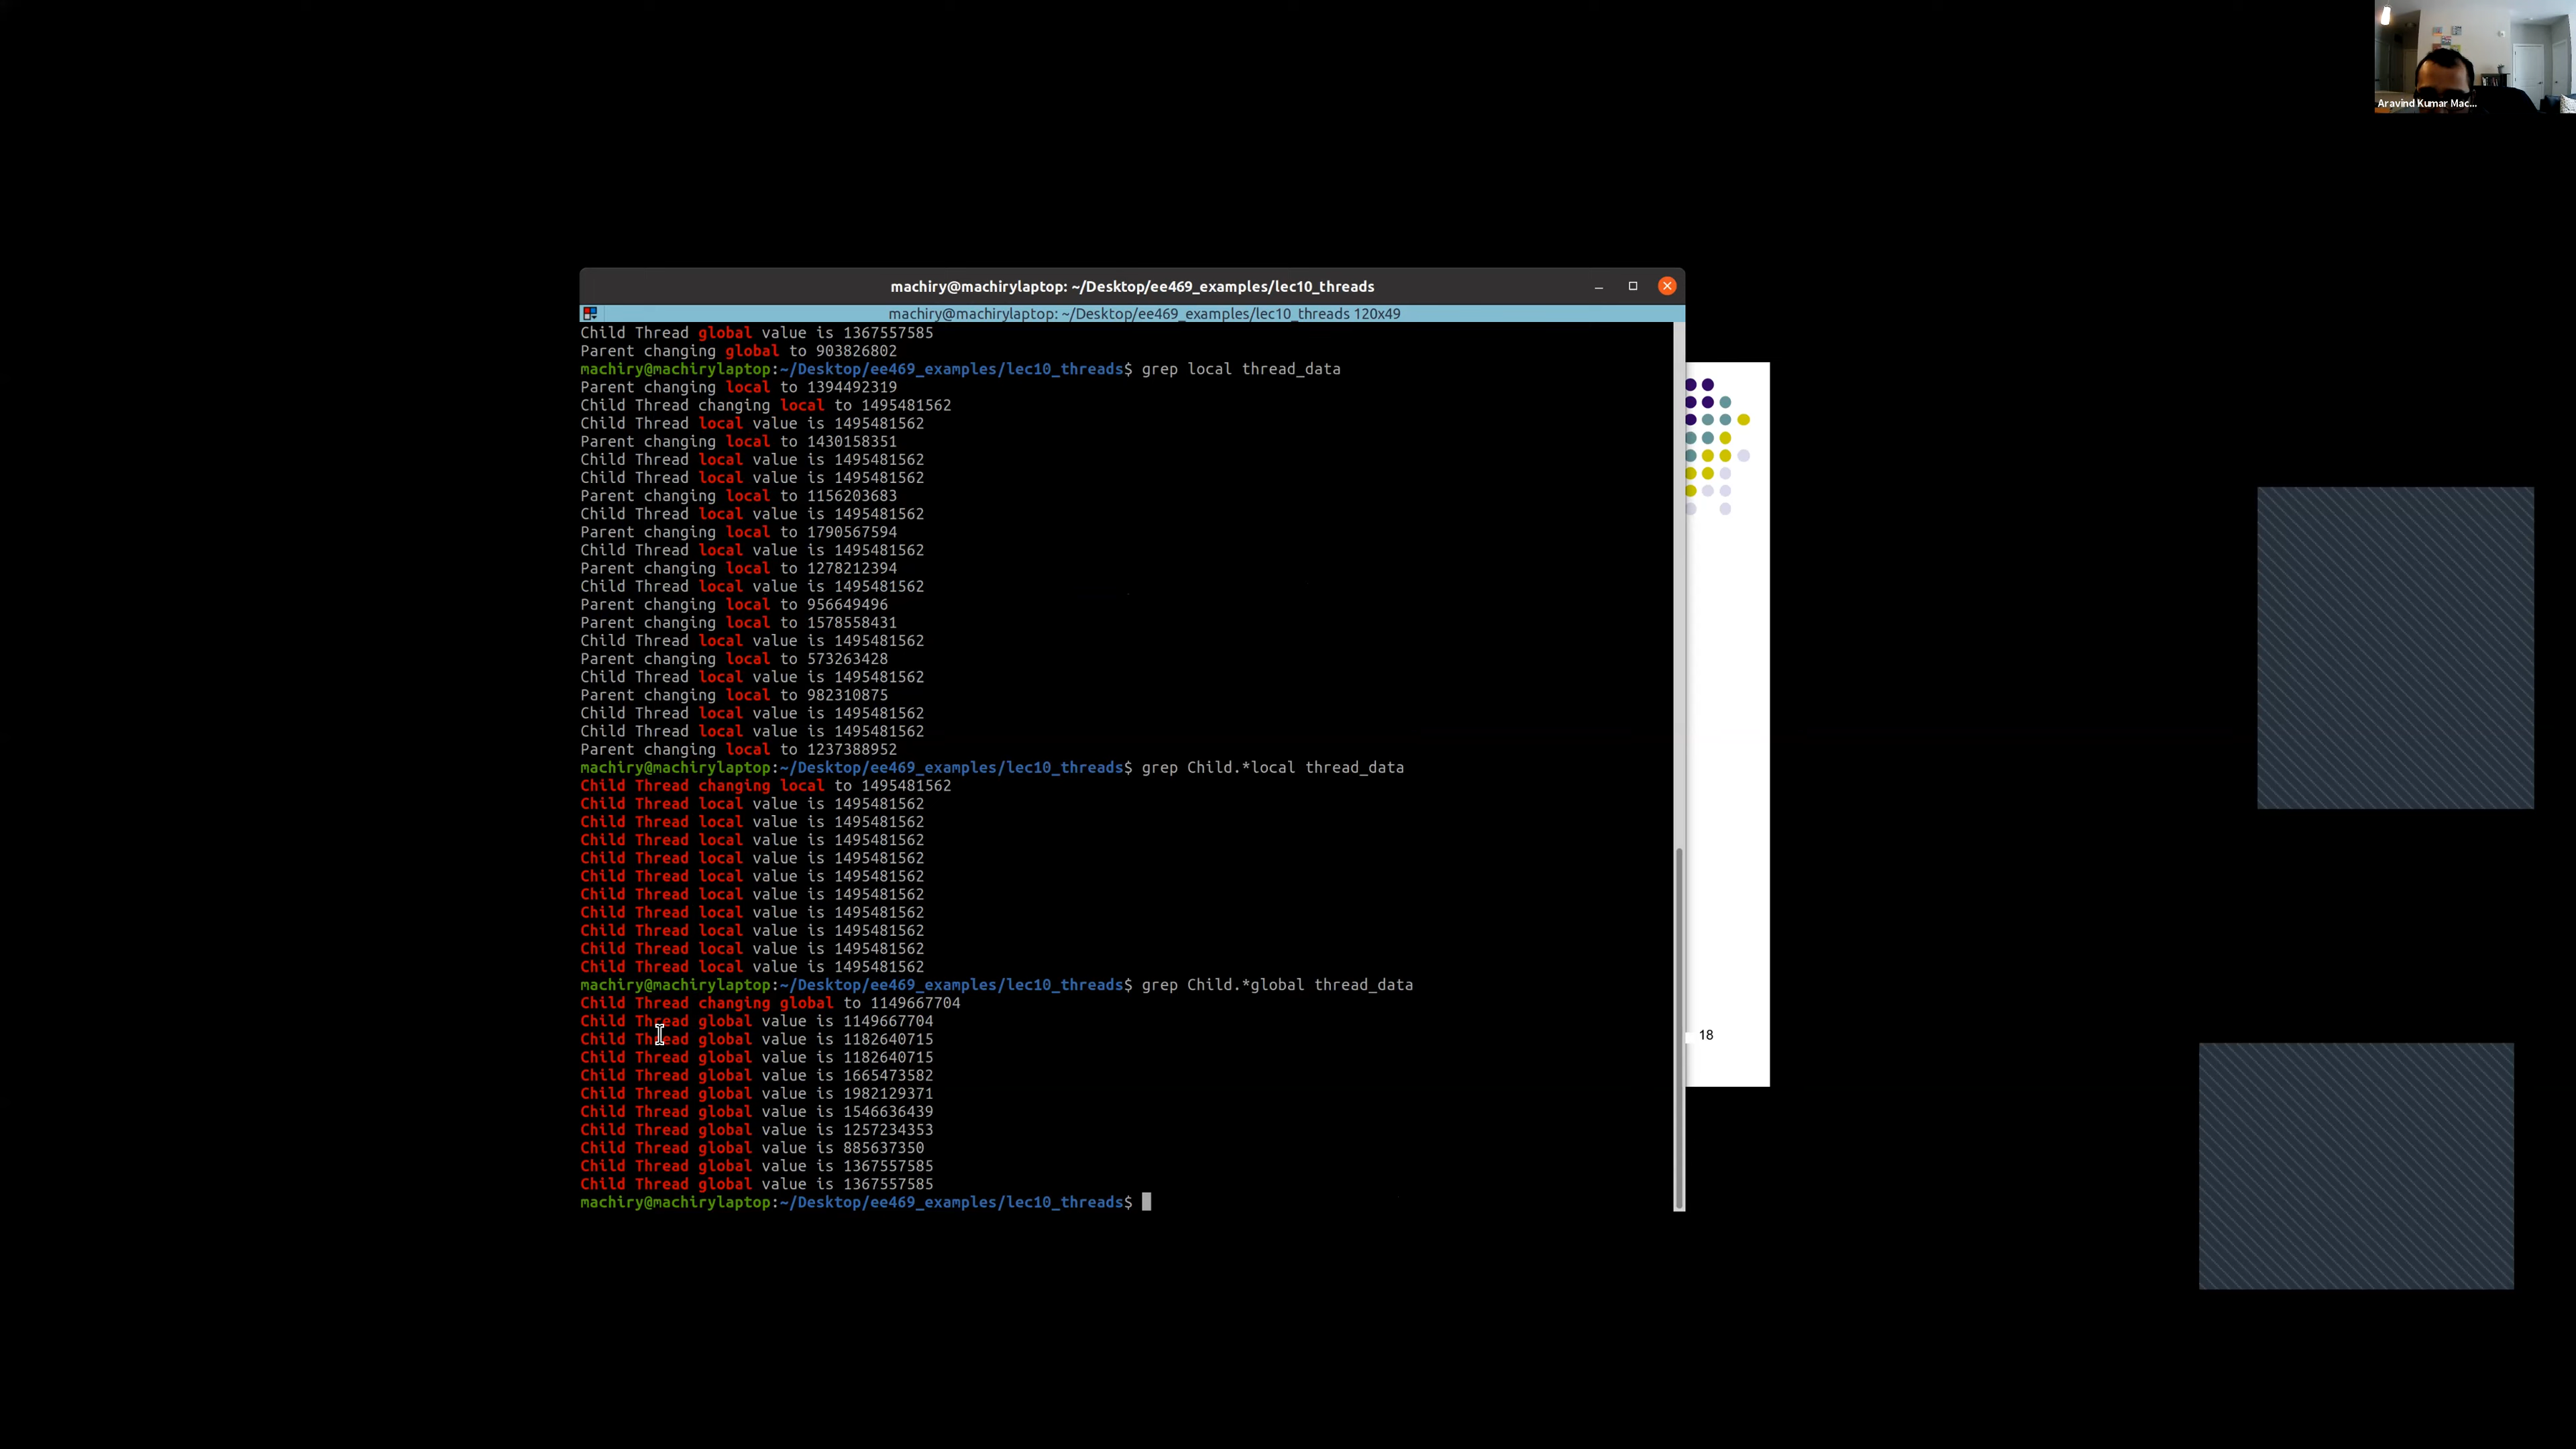 Aravind Kumar Mac...
machiry@machirylaptop: ~/Desktop/ee469_examples/lec10_threads
machiry@machirylaptop: ~/Desktop/ee469_examples/lec10_threads 120x49
Child Thread global value is 1367557585
Parent changing global to 903826802
machiry@machirylaptop:~/Desktop/ee469_examples/lec10_threads$ grep local thread_data
Parent changing local to 1394492319
Child Thread changing local to 1495481562
Child Thread local value is 1495481562
Parent changing local to 1430158351
Child Thread local value is 1495481562
Child Thread local value is 1495481562
Parent changing local to 1156203683
Child Thread local value is 1495481562
Parent changing local to 1790567594
Child Thread local value is 1495481562
Parent changing local to 1278212394
Child Thread local value is 1495481562
Parent changing local to 956649496
Parent changing local to 1578558431
Child Thread local value is 1495481562
Parent changing local to 573263428
Child Thread local value is 1495481562
Parent changing local to 982310875
Child Thread local value is 1495481562
Child Thread local value is 1495481562
Parent changing local to 1237388952
machiry@machirylaptop:~/Desktop/ee469_examples/lec10_threads$ grep Child.*local thread_data
Child Thread changing local to 1495481562
Child Thread local value is 1495481562
Child Thread local value is 1495481562
Child Thread local value is 1495481562
Child Thread local value is 1495481562
Child Thread local value is 1495481562
Child Thread local value is 1495481562
Child Thread local value is 1495481562
Child Thread local value is 1495481562
Child Thread local value is 1495481562
Child Thread local value is 1495481562
machiry@machirylaptop:~/Desktop/ee469_examples/lec10_threads$ grep Child.*global thread_data
Child Thread changing global to 1149667704
Child Thread global value is 1149667704
Child Thread global value is 1182640715
Child Thread global value is 1182640715
Child Thread global value is 1665473582
Child Thread global value is 1982129371
Child Thread global value is 1546636439
Child Thread global value is 1257234353
Child Thread global value is 885637350
Child Thread global value is 1367557585
Child Thread global value is 1367557585
machiry@machirylaptop:~/Desktop/ee469_examples/lec10_threads$
18